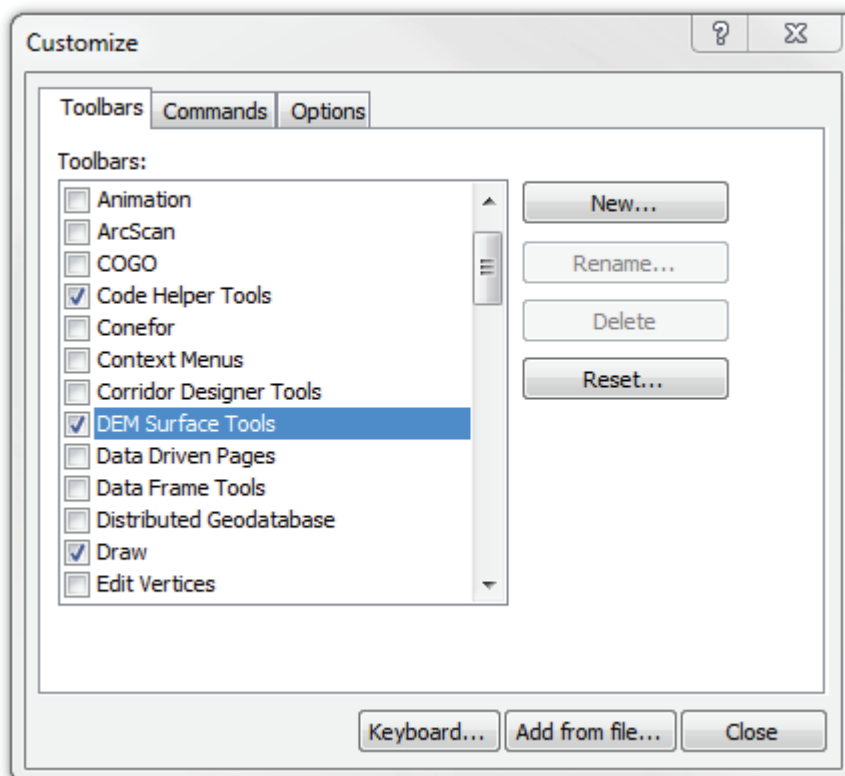 Customize
Toolbars Commands Options
Toolbars:
Animation
ArcScan
COGO
Code Helper Tools
Conefor
Context Menus
Corridor Designer Tools
DEM Surface Tools
Data Driven Pages
Data Frame Tools
Distributed Geodatabase
Draw
Edit Vertices
New...
Rename...
Delete
Reset...
Keyboard... Add from file... Close